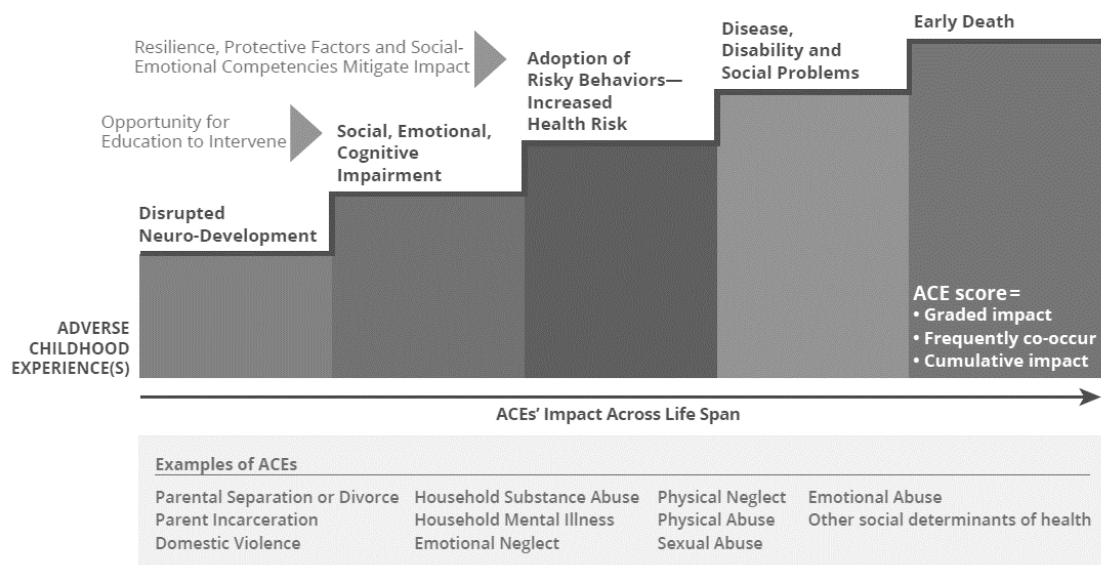 Resilience, Protective Factors and Social-
Emotional Competencies Mitigate Impact
Opportunity for
Education to Intervene
Disrupted
Neuro-Development
Social, Emotional,
Cognitive
Impairment
Adoption of
Risky Behaviors—
Increased
Health Risk
Disease,
Disability and
Social Problems
Early Death
ACE score =
• Graded impact
• Frequently co-occur
• Cumulative impact
ADVERSE
CHILDHOOD
EXPERIENCE(S)
ACEs' Impact Across Life Span
Examples of ACEs
Parental Separation or Divorce
Parent Incarceration
Domestic Violence
Household Substance Abuse
Household Mental Illness
Emotional Neglect
Physical Neglect
Physical Abuse
Sexual Abuse
Emotional Abuse
Other social determinants of health